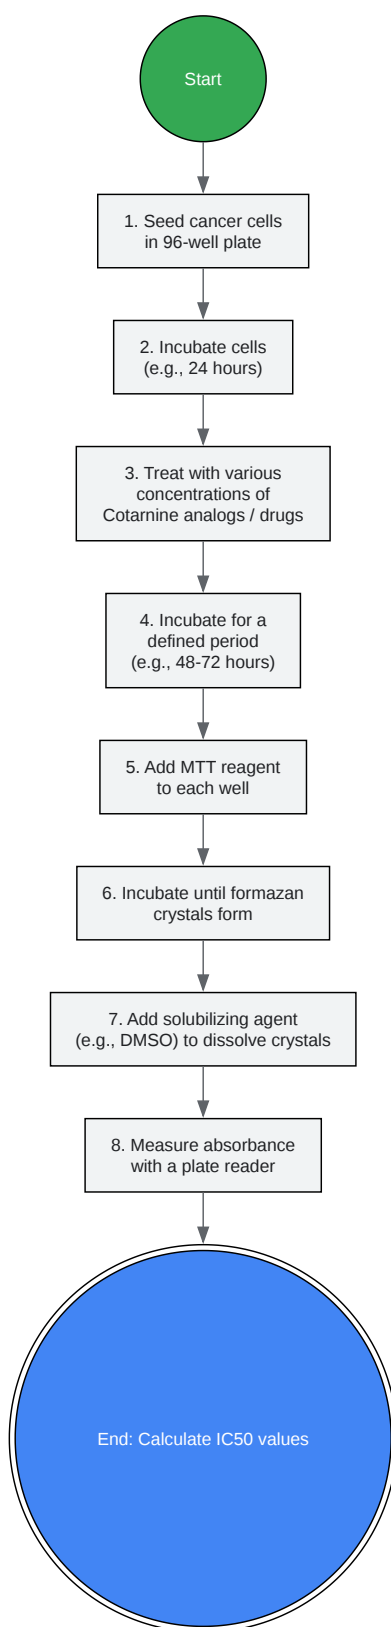 Start
1. Seed cancer cells
in 96-well plate
2. Incubate cells
(e.g., 24 hours)
3. Treat with various
concentrations of
Cotarnine analogs / drugs
4. Incubate for a
defined period
(e.g., 48-72 hours)
5. Add MTT reagent
to each well
6. Incubate until formazan
crystals form
7. Add solubilizing agent
(e.g., DMSO) to dissolve crystals
8. Measure absorbance
with a plate reader
End: Calculate IC50 values